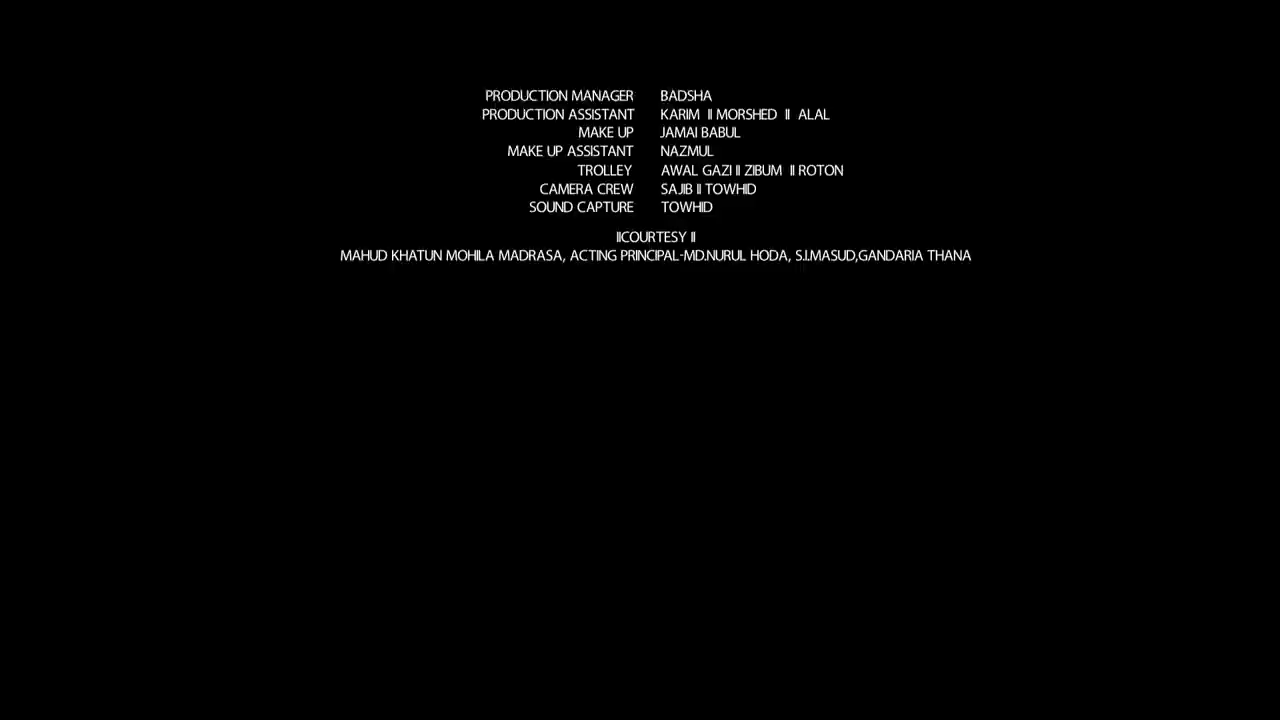 PRODUCTION MANAGER BADSHA
PRODUCTION ASSISTANT KARIM II MORSHED II ALAL
MAKE UP JAMAI BABUL
MAKE UP ASSISTANT NAZMUL
TROLLEY AWAL GAZI II ZIBUM II ROTON
CAMERA CREW SAJIB II TOWHID
SOUND CAPTURE TOWHID
IICOURTESY II
MAHUD KHATUN MOHILA MADRASA, ACTING PRINCIPAL-MD.NURUL HODA, S.I.MASUD,GANDARIA THANA